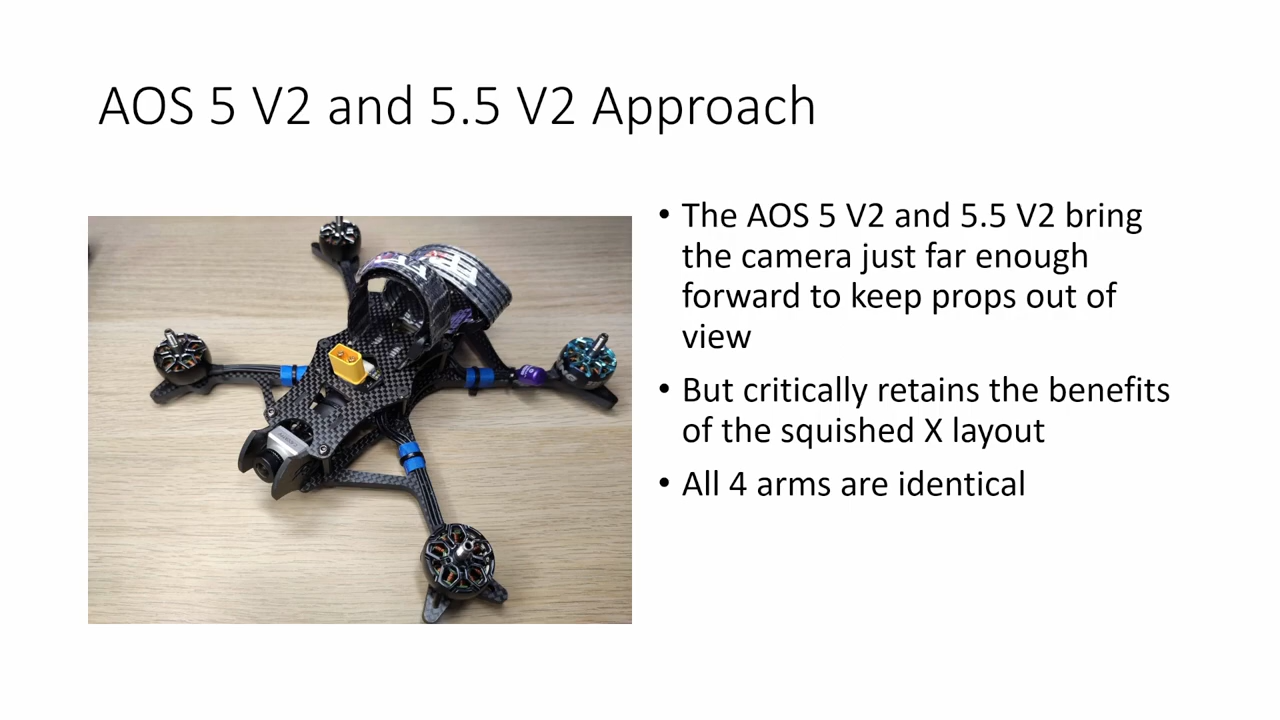 AOS 5 V2 and 5.5 V2 Approach
• The AOS 5 V2 and 5.5 V2 bring
the camera just far enough
forward to keep props out of
view
• But critically retains the benefits
of the squished X layout
• All 4 arms are identical